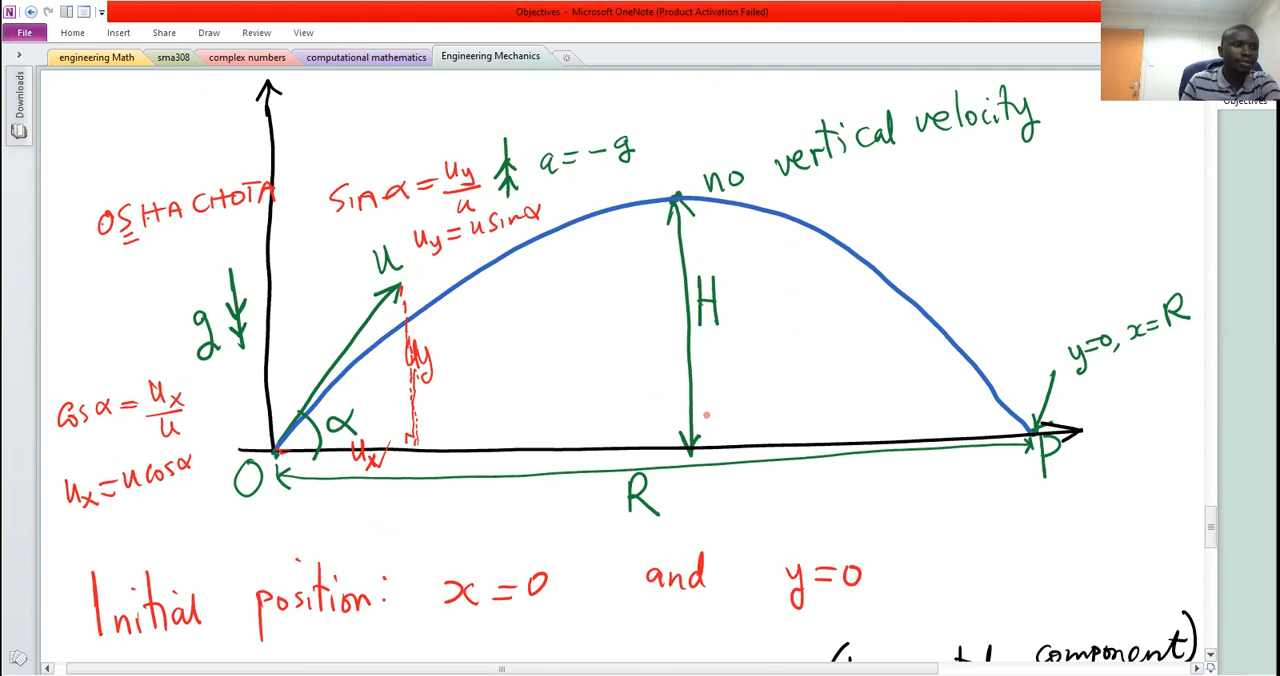 Objectives - Microsoft OneNote (Product Activation Failed)
File Home Insert Share Draw Review View
engineering Math sma308 complex numbers computational mathematics Engineering Mechanics
Downloads
Objectives
no vertical velocity
a = -g
Sin α = uy/u
OSHA CHOTA
uy = u sin α
u
H
g
y=0, x=R
uy
Cos α = ux/u
α
ux
P
O
ux = u cos α
R
Initial position: x = 0 and y = 0
component)